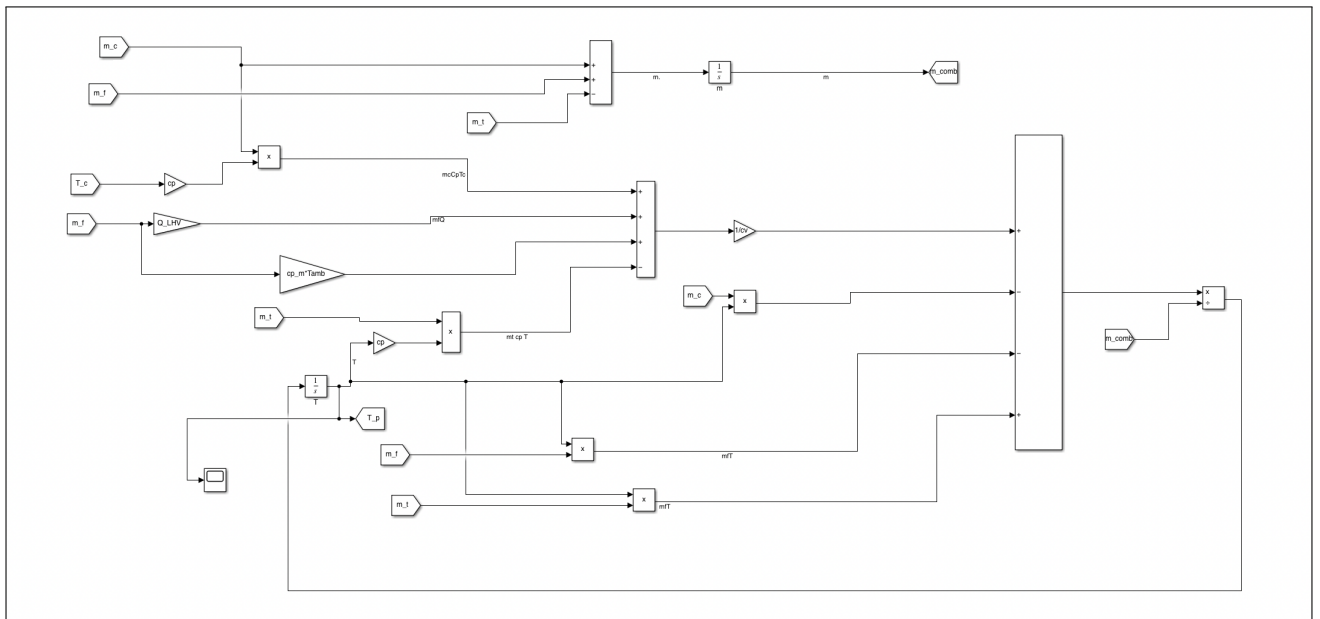 m_c
+
m_f
+
−
m.
1
s
m
m
m_comb
m_t
x
T_c
cp
mcCpTc
+
m_f
Q_LHV
mfQ
+
1/cv
+
+
cp_m*Tamb
−
m_c
x
−
x
÷
m_t
x
mt cp T
cp
m_comb
T
−
1
s
T
T_p
+
x
m_f
mfT
x
m_t
mfT